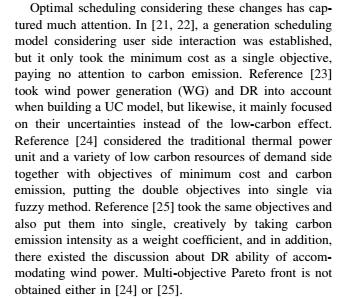 Optimal scheduling considering these changes has cap-
tured much attention. In [21, 22], a generation scheduling
model considering user side interaction was established,
but it only took the minimum cost as a single objective,
paying no attention to carbon emission. Reference [23]
took wind power generation (WG) and DR into account
when building a UC model, but likewise, it mainly focused
on their uncertainties instead of the low-carbon effect.
Reference [24] considered the traditional thermal power
unit and a variety of low carbon resources of demand side
together with objectives of minimum cost and carbon
emission, putting the double objectives into single via
fuzzy method. Reference [25] took the same objectives and
also put them into single, creatively by taking carbon
emission intensity as a weight coefficient, and in addition,
there existed the discussion about DR ability of accom-
modating wind power. Multi-objective Pareto front is not
obtained either in [24] or [25].